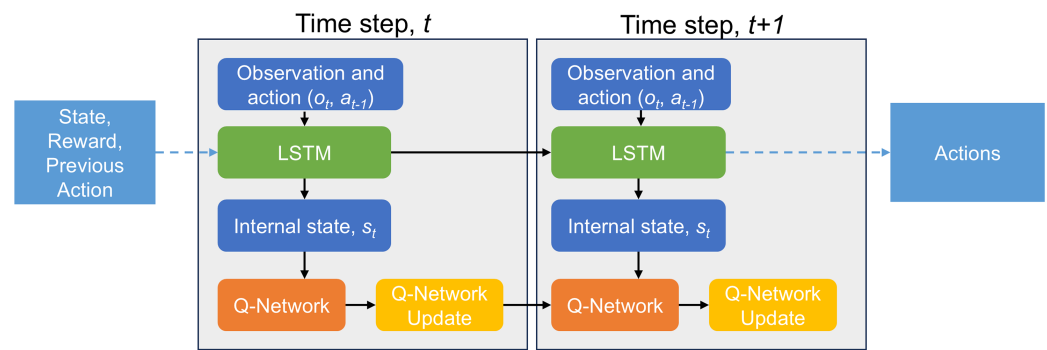 Time step, t
Time step, t+1
State,
Reward,
Previous
Action
Observation and
action (oₜ, aₜ₋₁)
LSTM
Internal state, sₜ
Q-Network
Q-Network
Update
Observation and
action (oₜ, aₜ₋₁)
LSTM
Internal state, sₜ
Q-Network
Q-Network
Update
Actions